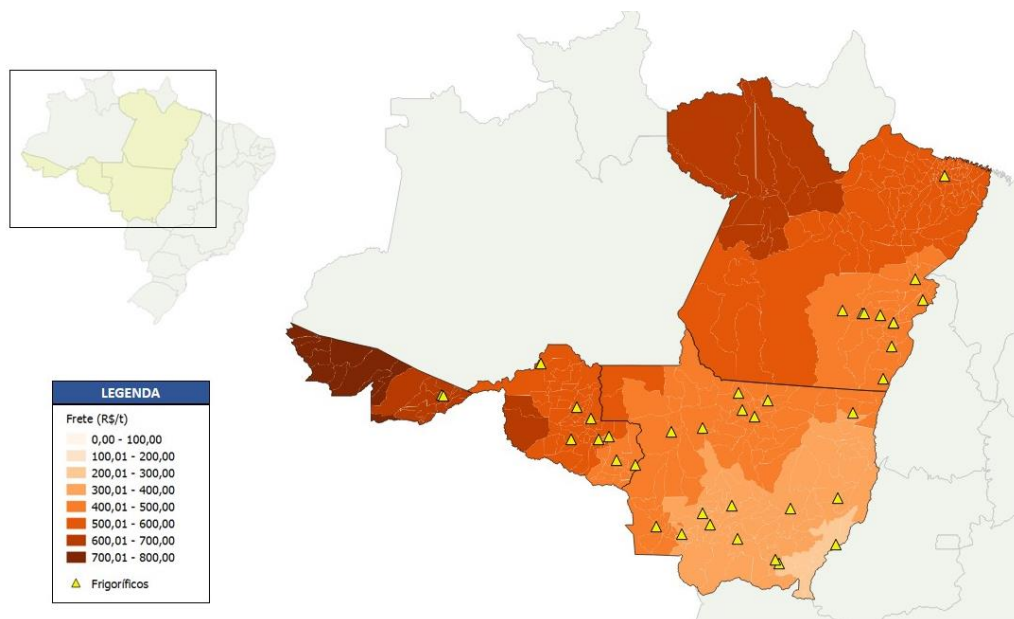 LEGENDA
Frete (R$/t)
0,00 - 100,00
100,01 - 200,00
200,01 - 300,00
300,01 - 400,00
400,01 - 500,00
500,01 - 600,00
600,01 - 700,00
700,01 - 800,00
Frigoríficos